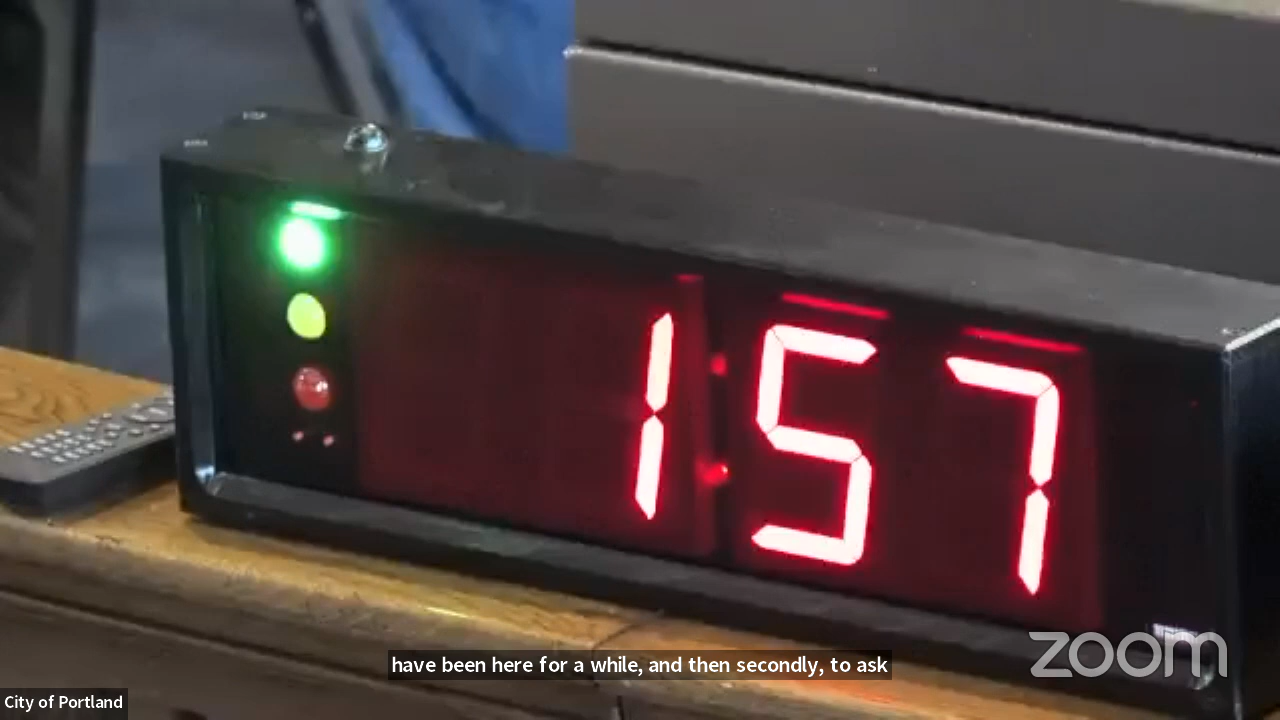 1:57
have been here for a while, and then secondly, to ask
zoom
City of Portland